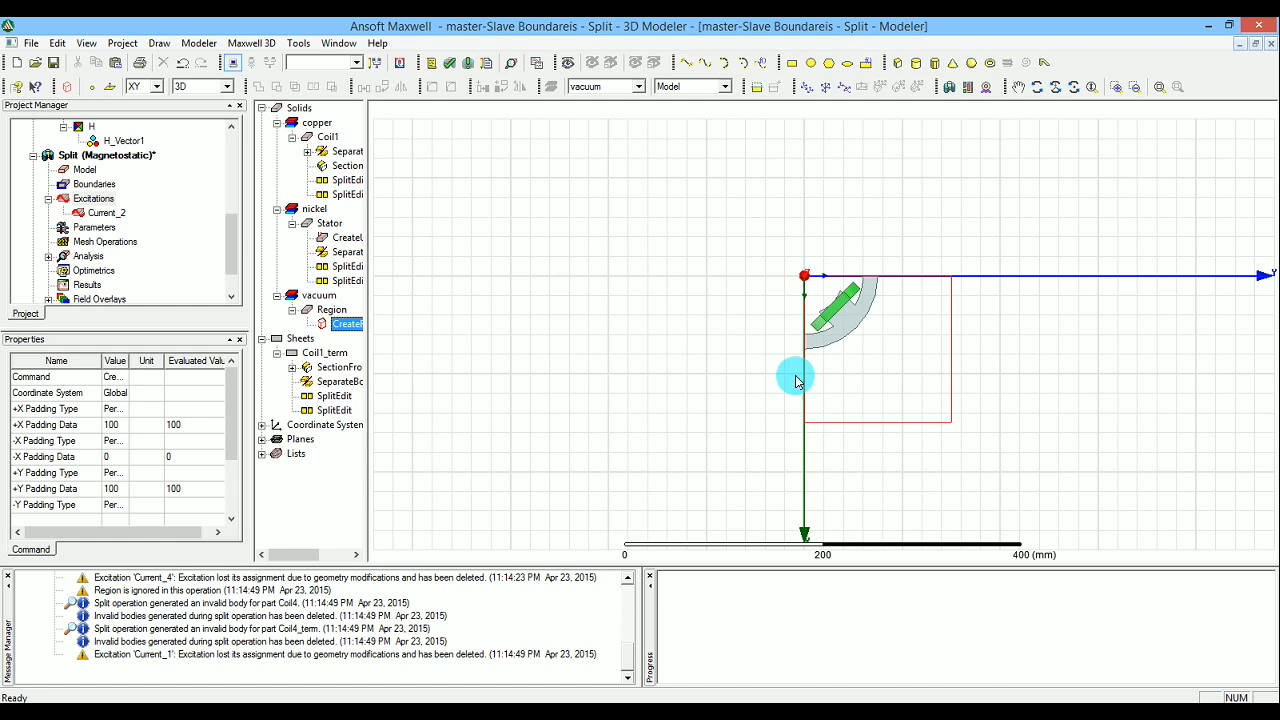 Ansoft Maxwell - master-Slave Boundareis - Split - 3D Modeler - [master-Slave Boundareis - Split - Modeler]
File Edit View Project Draw Modeler Maxwell 3D Tools Window Help
XY 3D vacuum Model
Project Manager
H
H_Vector1
Split (Magnetostatic)*
Model
Boundaries
Excitations
Current_2
Parameters
Mesh Operations
Analysis
Optimetrics
Results
Field Overlays
Project
Properties
Name Value Unit Evaluated Valu
Command Cre...
Coordinate System Global
+X Padding Type Per...
+X Padding Data 100 100
-X Padding Type Per...
-X Padding Data 0 0
+Y Padding Type Per...
+Y Padding Data 100 100
-Y Padding Type Per...
Command
Solids
copper
Coil1
Separat
Section
SplitEdi
SplitEdi
nickel
Stator
CreateU
Separat
SplitEdi
SplitEdi
vacuum
Region
Sheets
Coil1_term
SectionFro
SeparateBo
SplitEdit
SplitEdit
Coordinate System
Planes
Lists
Y
0 200 400 (mm)
Excitation 'Current_4': Excitation lost its assignment due to geometry modifications and has been deleted. (11:14:23 PM Apr 23, 2015)
Region is ignored in this operation (11:14:49 PM Apr 23, 2015)
Split operation generated an invalid body for part Coil4. (11:14:49 PM Apr 23, 2015)
Invalid bodies generated during split operation has been deleted. (11:14:49 PM Apr 23, 2015)
Split operation generated an invalid body for part Coil4_term. (11:14:49 PM Apr 23, 2015)
Invalid bodies generated during split operation has been deleted. (11:14:49 PM Apr 23, 2015)
Excitation 'Current_1': Excitation lost its assignment due to geometry modifications and has been deleted. (11:14:49 PM Apr 23, 2015)
Message Manager
Progress
Ready
NUM